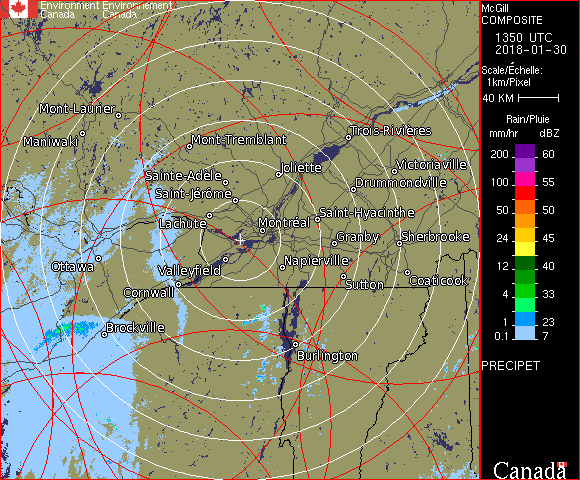 Environment Environnement
Canada Canada
McGill
COMPOSITE
1350 UTC
2018-01-30
Scale/Échelle:
1km/Pixel
40 KM
Rain/Pluie
mm/hr dBZ
200 60
100 55
50 50
24 45
12 40
4 33
1 23
0.1 7
PRECIPET
Canada
Mont-Laurier
Maniwaki
Mont-Tremblant
Trois-Rivières
Joliette
Victoriaville
Sainte-Adèle
Drummondville
Saint-Jérôme
Saint-Hyacinthe
Lachute
Montréal
Granby
Sherbrooke
Ottawa
Valleyfield
Napierville
Cornwall
Sutton
Coaticook
Brockville
Burlington